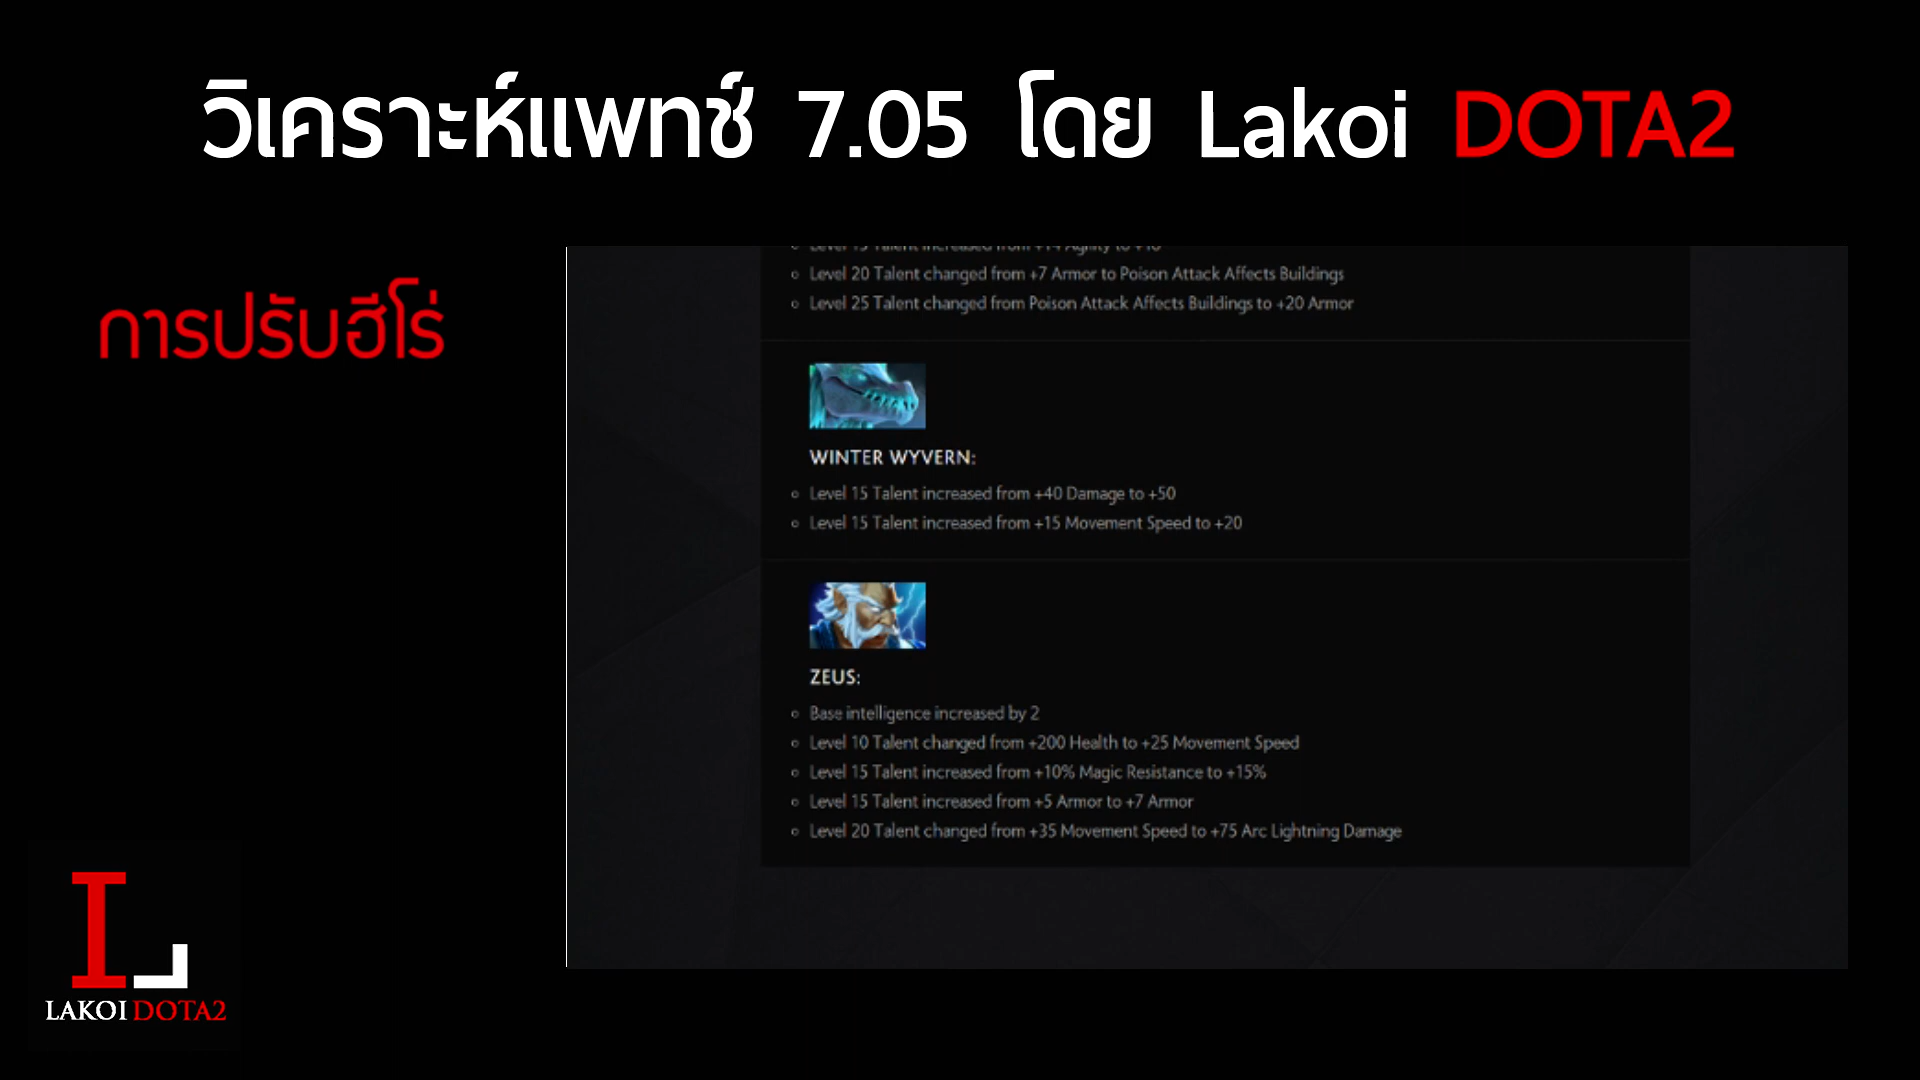 วิเคราะห์แพทช์ 7.05 โดย Lakoi DOTA2
การปรับฮีโร่
Level 20 Talent changed from +7 Armor to Poison Attack Affects Buildings
Level 25 Talent changed from Poison Attack Affects Buildings to +20 Armor
WINTER WYVERN:
Level 15 Talent increased from +40 Damage to +50
Level 15 Talent increased from +15 Movement Speed to +20
ZEUS:
Base intelligence increased by 2
Level 10 Talent changed from +200 Health to +25 Movement Speed
Level 15 Talent increased from +10% Magic Resistance to +15%
Level 15 Talent increased from +5 Armor to +7 Armor
Level 20 Talent changed from +35 Movement Speed to +75 Arc Lightning Damage
L
LAKOI DOTA2